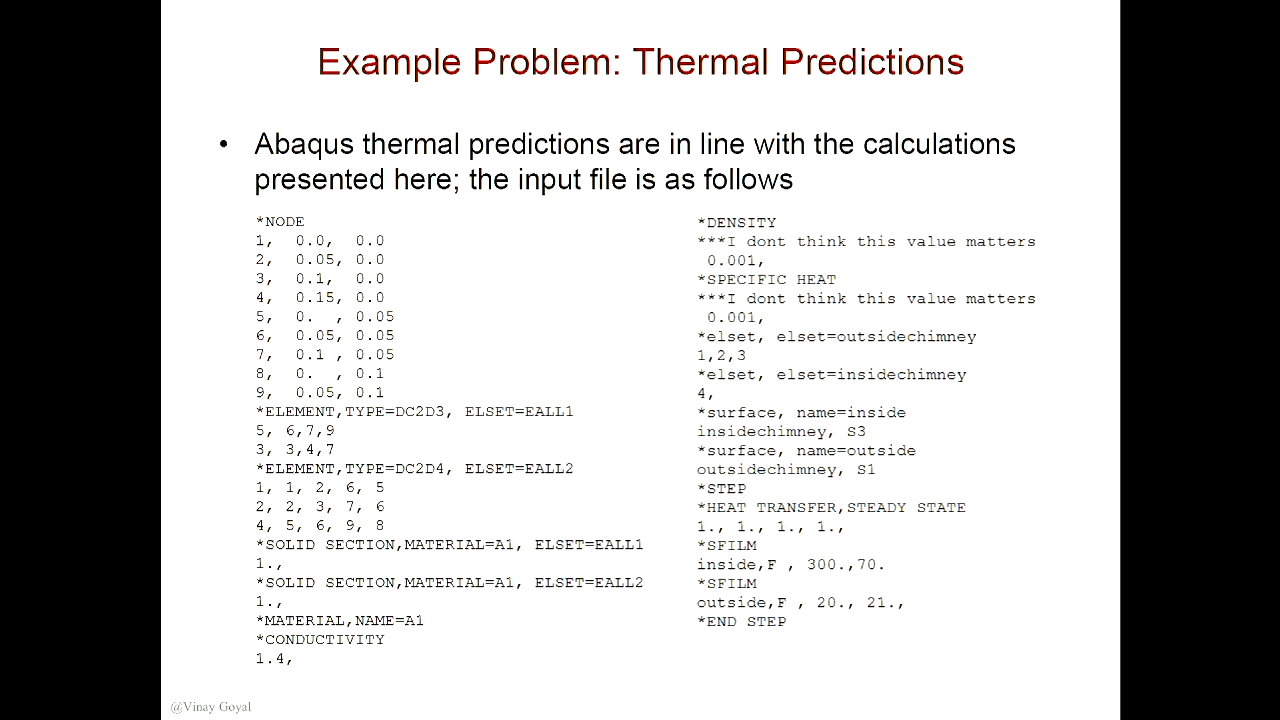 Example Problem: Thermal Predictions
• Abaqus thermal predictions are in line with the calculations
presented here; the input file is as follows
*NODE
1, 0.0, 0.0
2, 0.05, 0.0
3, 0.1, 0.0
4, 0.15, 0.0
5, 0. , 0.05
6, 0.05, 0.05
7, 0.1 , 0.05
8, 0. , 0.1
9, 0.05, 0.1
*ELEMENT,TYPE=DC2D3, ELSET=EALL1
5, 6,7,9
3, 3,4,7
*ELEMENT,TYPE=DC2D4, ELSET=EALL2
1, 1, 2, 6, 5
2, 2, 3, 7, 6
4, 5, 6, 9, 8
*SOLID SECTION,MATERIAL=A1, ELSET=EALL1
1.,
*SOLID SECTION,MATERIAL=A1, ELSET=EALL2
1.,
*MATERIAL,NAME=A1
*CONDUCTIVITY
1.4,
*DENSITY
***I dont think this value matters
0.001,
*SPECIFIC HEAT
***I dont think this value matters
0.001,
*elset, elset=outsidechimney
1,2,3
*elset, elset=insidechimney
4,
*surface, name=inside
insidechimney, S3
*surface, name=outside
outsidechimney, S1
*STEP
*HEAT TRANSFER,STEADY STATE
1., 1., 1., 1.,
*SFILM
inside,F , 300.,70.
*SFILM
outside,F , 20., 21.,
*END STEP
@Vinay Goyal